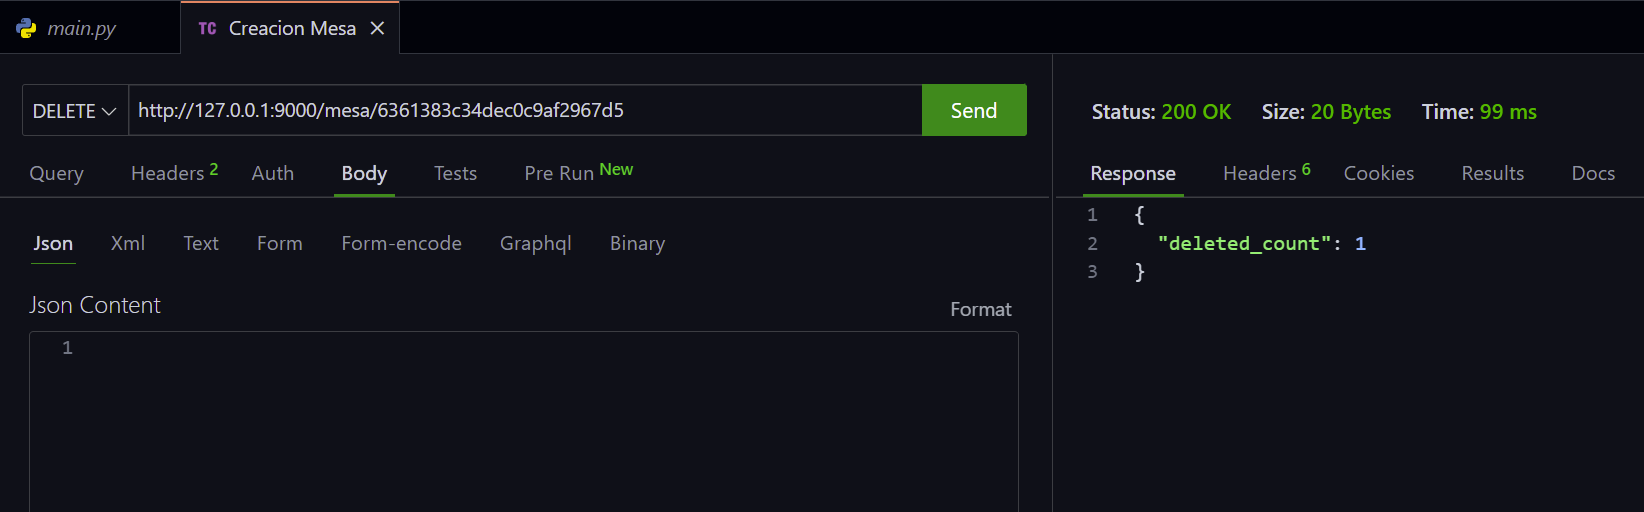 main.py
TC Creacion Mesa
DELETE http://127.0.0.1:9000/mesa/6361383c34dec0c9af2967d5 Send
Query Headers 2 Auth Body Tests Pre Run New
Json Xml Text Form Form-encode Graphql Binary
Json Content
Format
1
Status: 200 OK Size: 20 Bytes Time: 99 ms
Response Headers 6 Cookies Results Docs
1 {
2 "deleted_count": 1
3 }